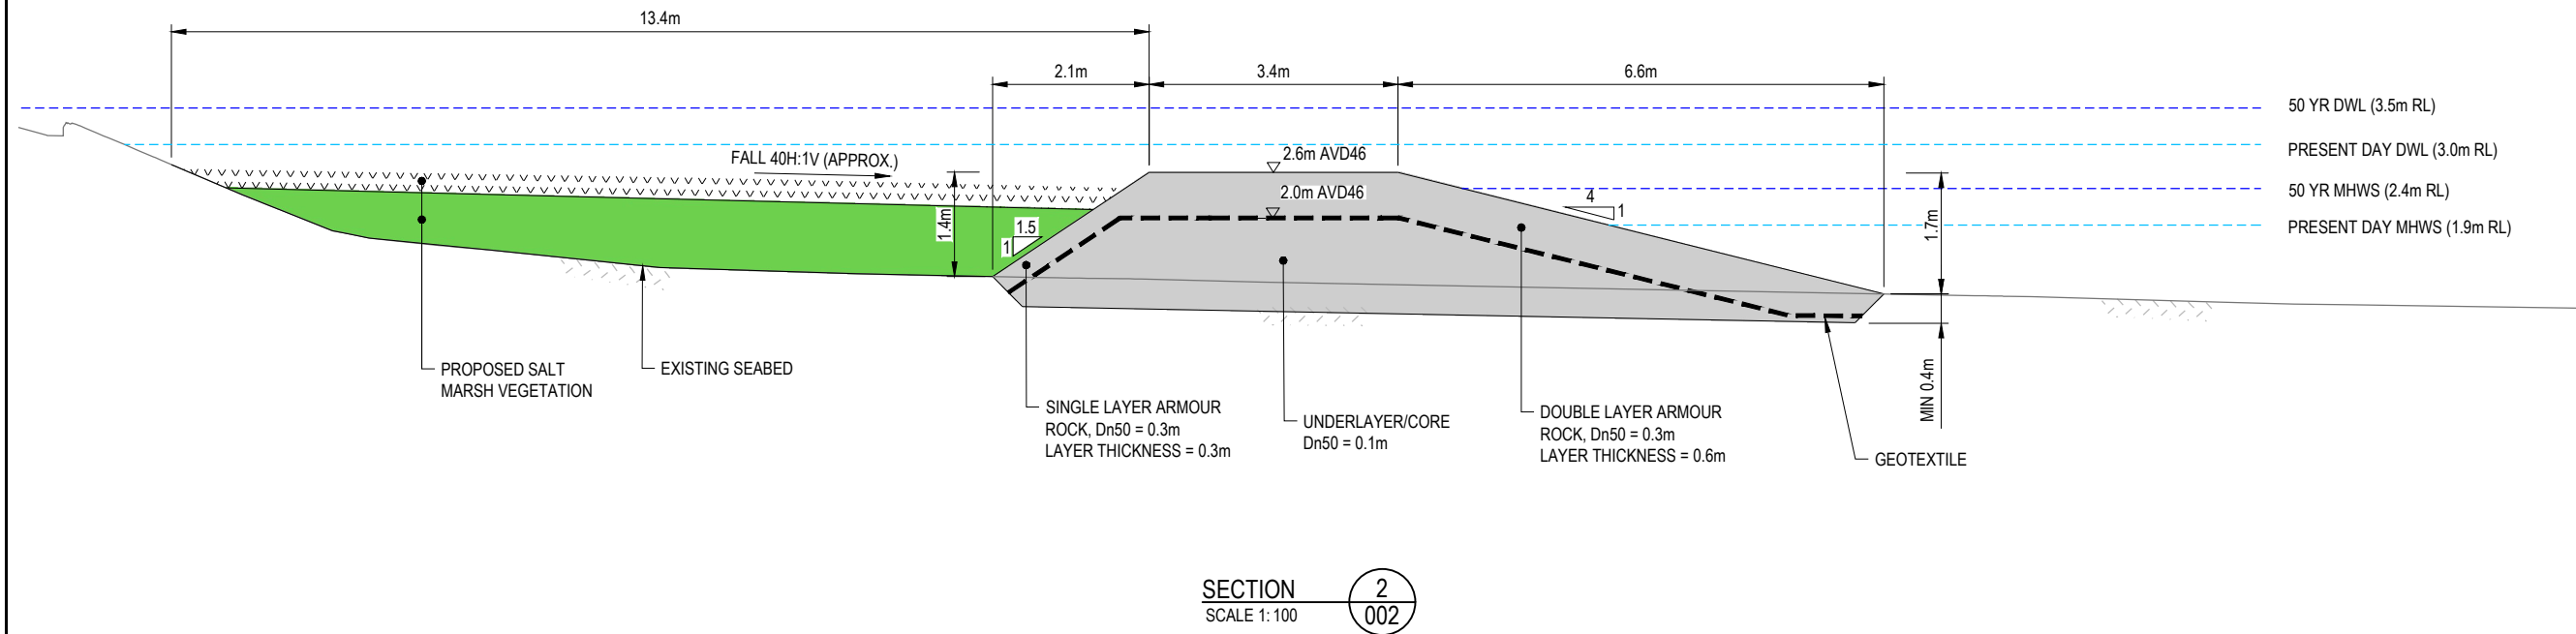 13.4m
2.1m
3.4m
6.6m
50 YR DWL (3.5m RL)
PRESENT DAY DWL (3.0m RL)
50 YR MHWS (2.4m RL)
PRESENT DAY MHWS (1.9m RL)
FALL 40H:1V (APPROX.)
2.6m AVD46
2.0m AVD46
1.4m
1.5
1
4
1
1.7m
MIN 0.4m
PROPOSED SALT
MARSH VEGETATION
EXISTING SEABED
SINGLE LAYER ARMOUR
ROCK, Dn50 = 0.3m
LAYER THICKNESS = 0.3m
UNDERLAYER/CORE
Dn50 = 0.1m
DOUBLE LAYER ARMOUR
ROCK, Dn50 = 0.3m
LAYER THICKNESS = 0.6m
GEOTEXTILE
SECTION
SCALE 1: 100
2
002